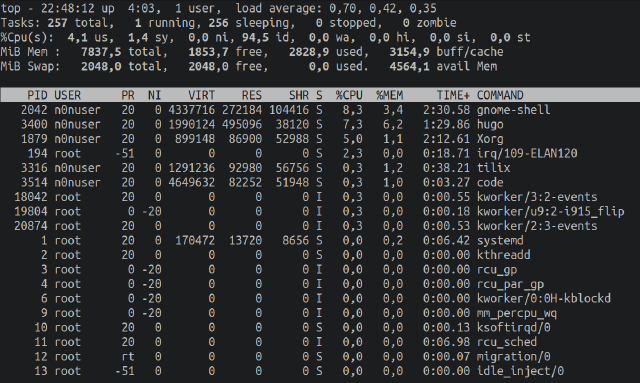 top - 22:48:12 up  4:03,  1 user,  load average: 0,70, 0,42, 0,35
Tasks: 257 total,   1 running, 256 sleeping,   0 stopped,   0 zombie
%Cpu(s):  4,1 us,  1,4 sy,  0,0 ni, 94,5 id,  0,0 wa,  0,0 hi,  0,0 si,  0,0 st
MiB Mem :   7837,5 total,   1853,7 free,   2828,9 used,   3154,9 buff/cache
MiB Swap:   2048,0 total,   2048,0 free,      0,0 used.   4564,1 avail Mem
PID USER      PR  NI    VIRT    RES    SHR S  %CPU  %MEM     TIME+ COMMAND
2042 n0nuser   20   0 4337716 272184 104416 S   8,3   3,4   2:30.58 gnome-shell
3400 n0nuser   20   0 1990124 495096  38120 S   7,3   6,2   1:29.86 hugo
1879 n0nuser   20   0  899148  86900  52988 S   5,0   1,1   2:12.61 Xorg
194 root     -51   0       0      0      0 S   2,3   0,0   0:18.71 irq/109-ELAN120
3316 n0nuser   20   0 1291236  92980  56756 S   0,3   1,2   0:38.21 tilix
3514 n0nuser   20   0 4649632  82252  51948 S   0,3   1,0   0:03.27 code
18042 root      20   0       0      0      0 I   0,3   0,0   0:00.55 kworker/3:2-events
19804 root       0 -20       0      0      0 I   0,3   0,0   0:00.18 kworker/u9:2-i915_flip
20874 root      20   0       0      0      0 I   0,3   0,0   0:00.53 kworker/2:3-events
1 root      20   0  170472  13720   8656 S   0,0   0,2   0:06.42 systemd
2 root      20   0       0      0      0 S   0,0   0,0   0:00.00 kthreadd
3 root       0 -20       0      0      0 I   0,0   0,0   0:00.00 rcu_gp
4 root       0 -20       0      0      0 I   0,0   0,0   0:00.00 rcu_par_gp
6 root       0 -20       0      0      0 I   0,0   0,0   0:00.00 kworker/0:0H-kblockd
9 root       0 -20       0      0      0 I   0,0   0,0   0:00.00 mm_percpu_wq
10 root      20   0       0      0      0 S   0,0   0,0   0:00.13 ksoftirqd/0
11 root      20   0       0      0      0 I   0,0   0,0   0:06.98 rcu_sched
12 root      rt   0       0      0      0 S   0,0   0,0   0:00.07 migration/0
13 root     -51   0       0      0      0 S   0,0   0,0   0:00.00 idle_inject/0